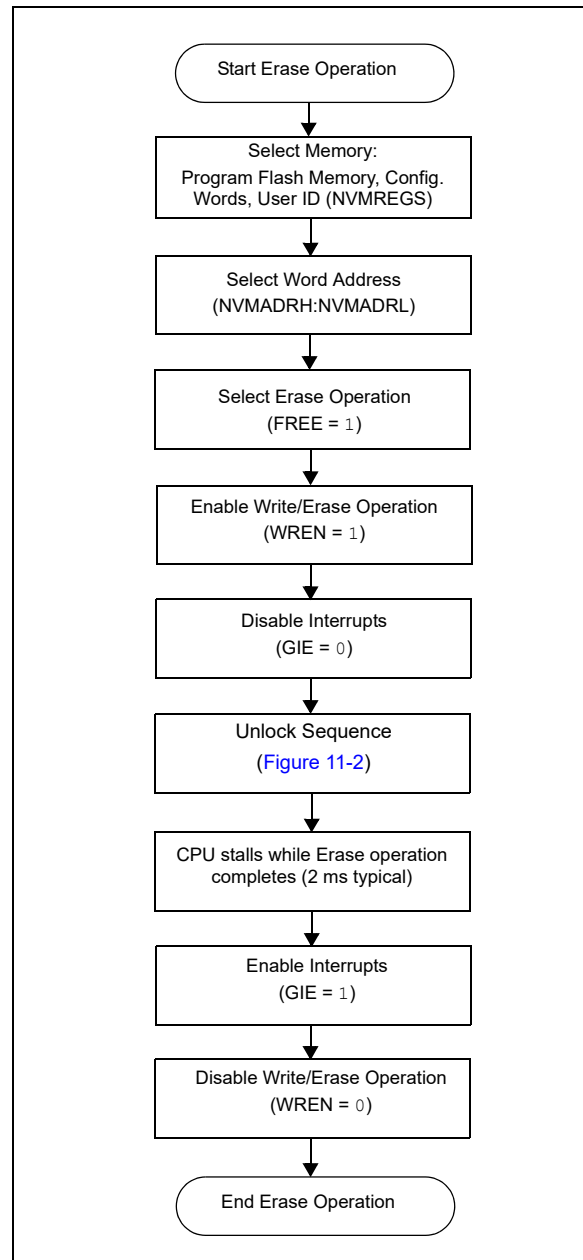 Start Erase Operation
Select Memory:
Program Flash Memory, Config.
Words, User ID (NVMREGS)
Select Word Address
(NVMADRH:NVMADRL)
Select Erase Operation
(FREE = 1)
Enable Write/Erase Operation
(WREN = 1)
Disable Interrupts
(GIE = 0)
Unlock Sequence
(Figure 11-2)
CPU stalls while Erase operation
completes (2 ms typical)
Enable Interrupts
(GIE = 1)
Disable Write/Erase Operation
(WREN = 0)
End Erase Operation